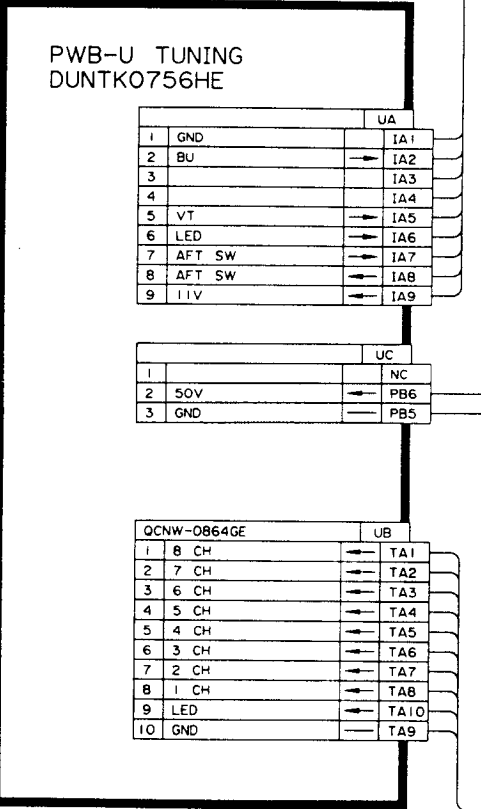 PWB-U TUNING
DUNTK0756HE
UA
1 GND IA1
2 BU IA2
3 IA3
4 IA4
5 VT IA5
6 LED IA6
7 AFT SW IA7
8 AFT SW IA8
9 11V IA9
UC
1 NC
2 50V PB6
3 GND PB5
QCNW-0864GE UB
1 8 CH TA1
2 7 CH TA2
3 6 CH TA3
4 5 CH TA4
5 4 CH TA5
6 3 CH TA6
7 2 CH TA7
8 1 CH TA8
9 LED TA10
10 GND TA9